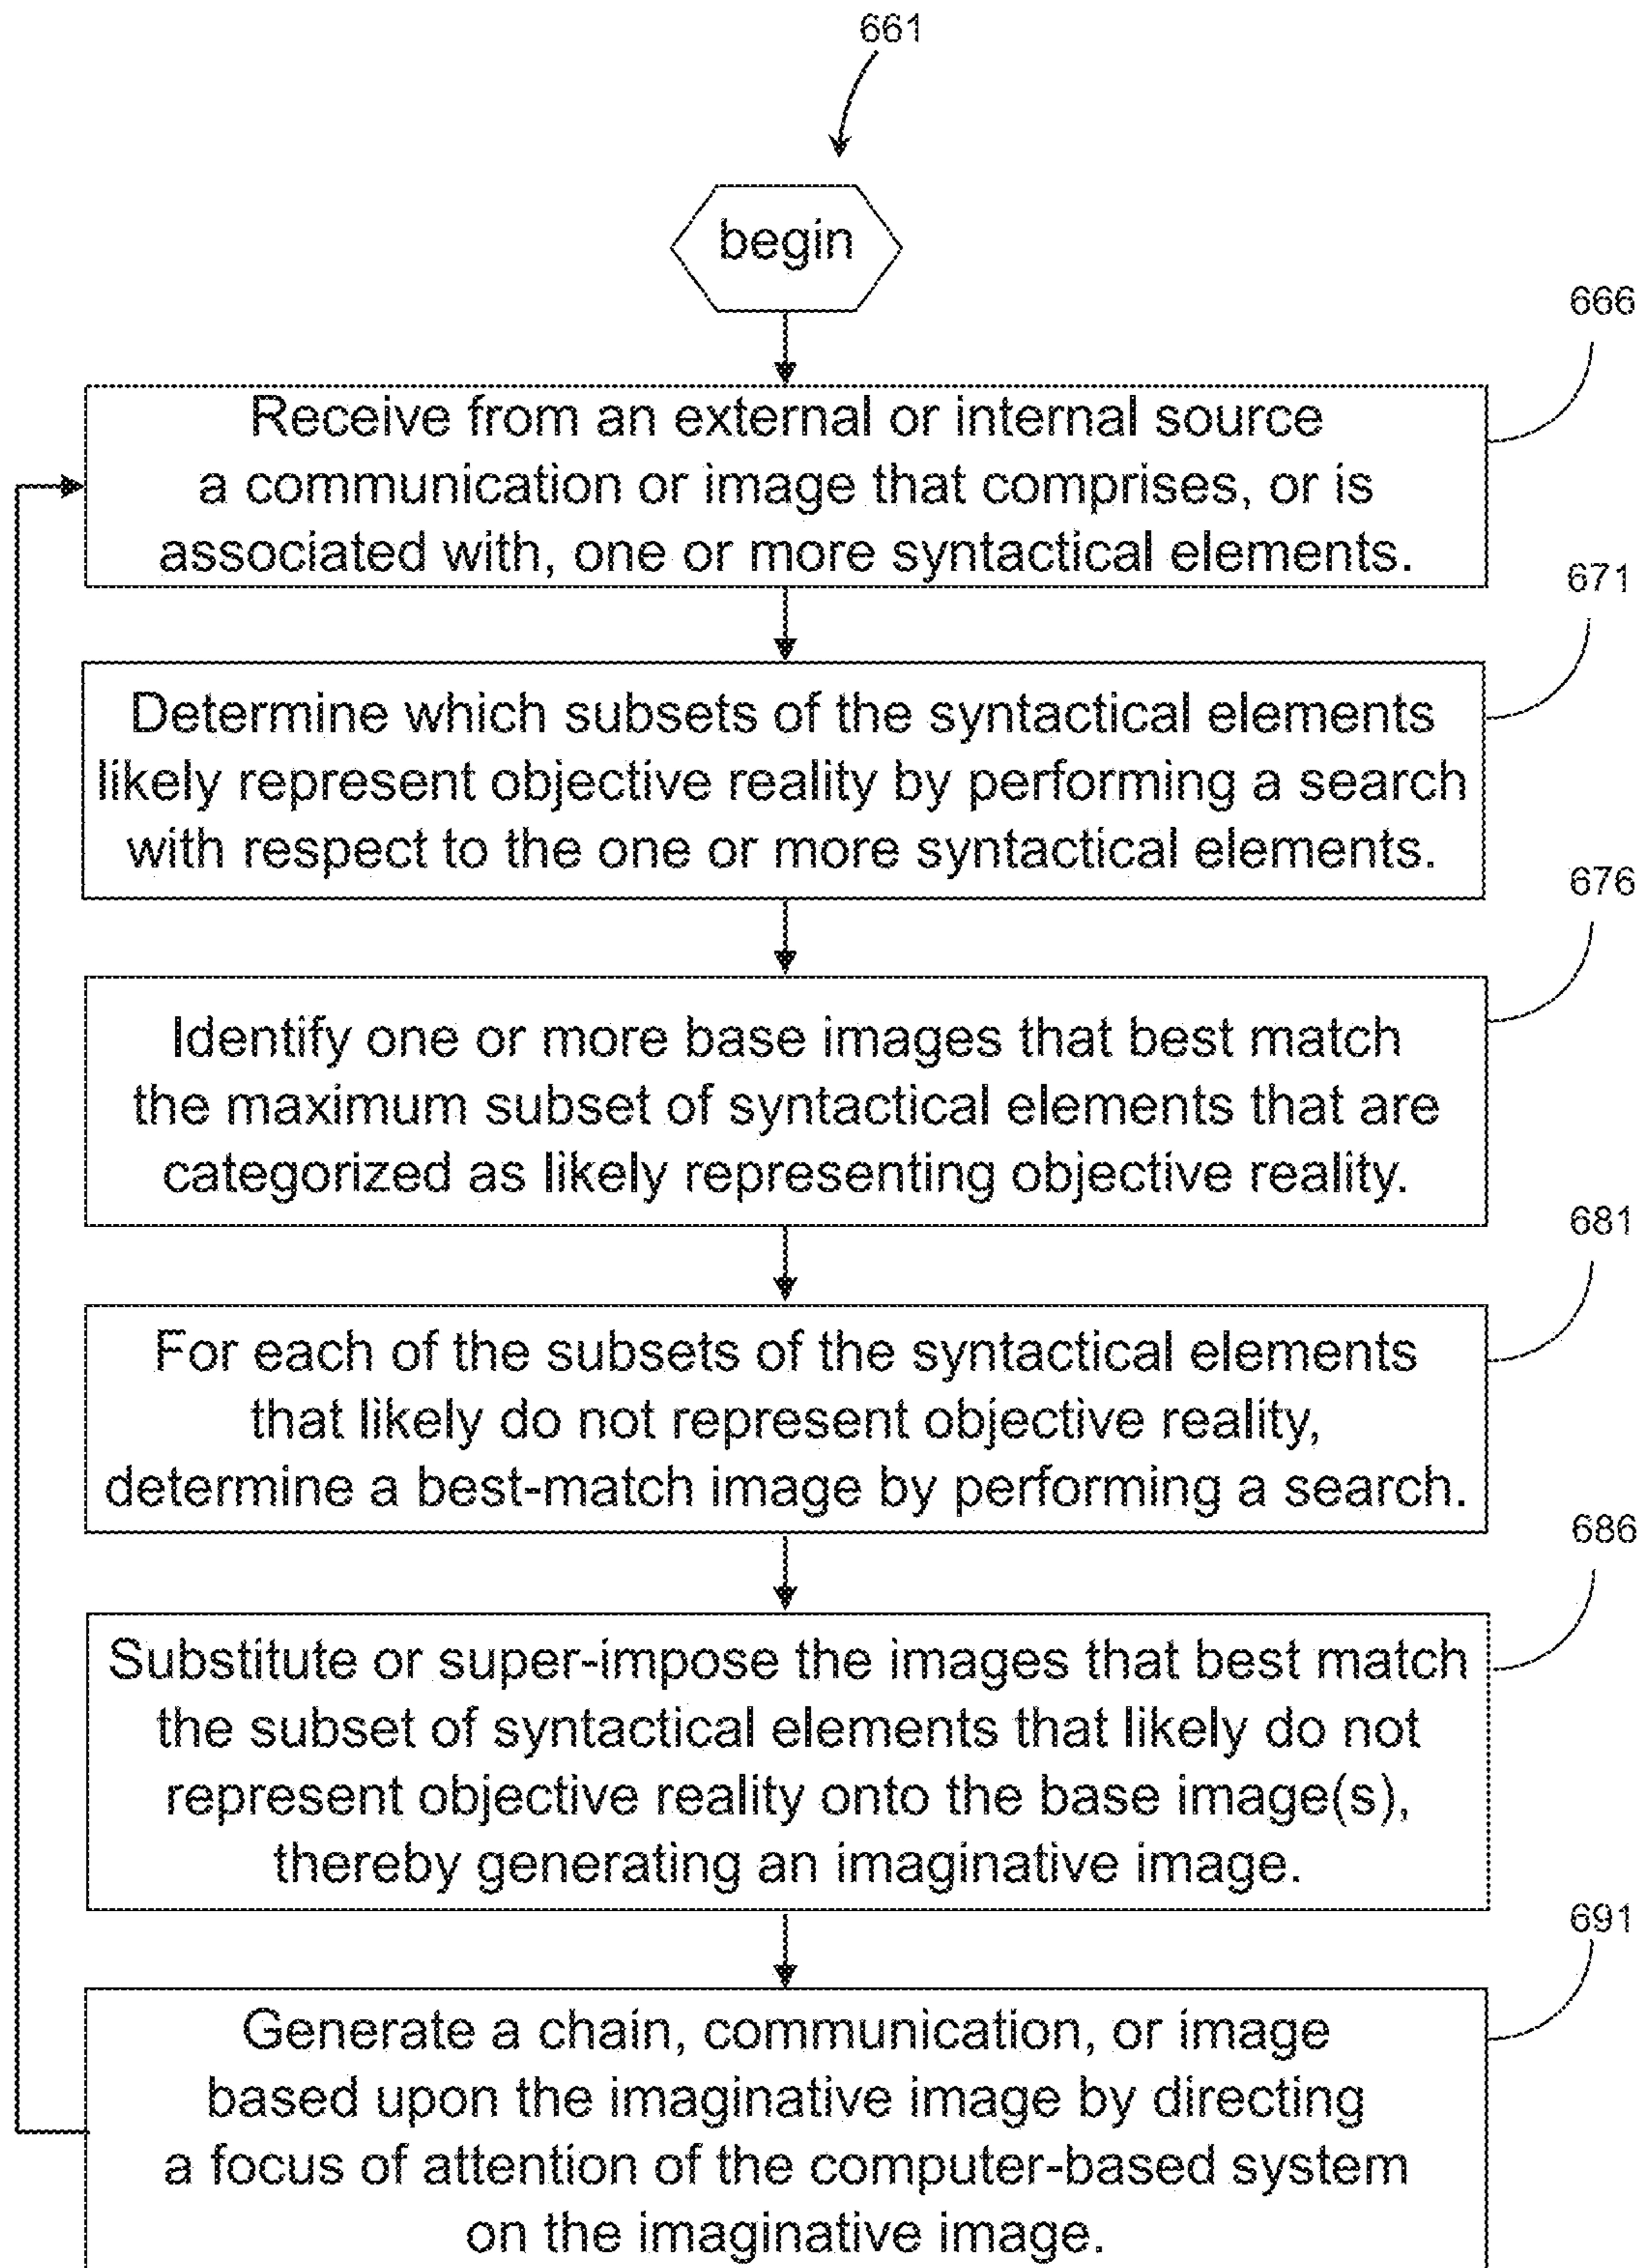 661
begin
666
Receive from an external or internal source
a communication or image that comprises, or is
associated with, one or more syntactical elements.
671
Determine which subsets of the syntactical elements
likely represent objective reality by performing a search
with respect to the one or more syntactical elements.
676
Identify one or more base images that best match
the maximum subset of syntactical elements that are
categorized as likely representing objective reality.
681
For each of the subsets of the syntactical elements
that likely do not represent objective reality,
determine a best-match image by performing a search.
686
Substitute or super-impose the images that best match
the subset of syntactical elements that likely do not
represent objective reality onto the base image(s),
thereby generating an imaginative image.
691
Generate a chain, communication, or image
based upon the imaginative image by directing
a focus of attention of the computer-based system
on the imaginative image.